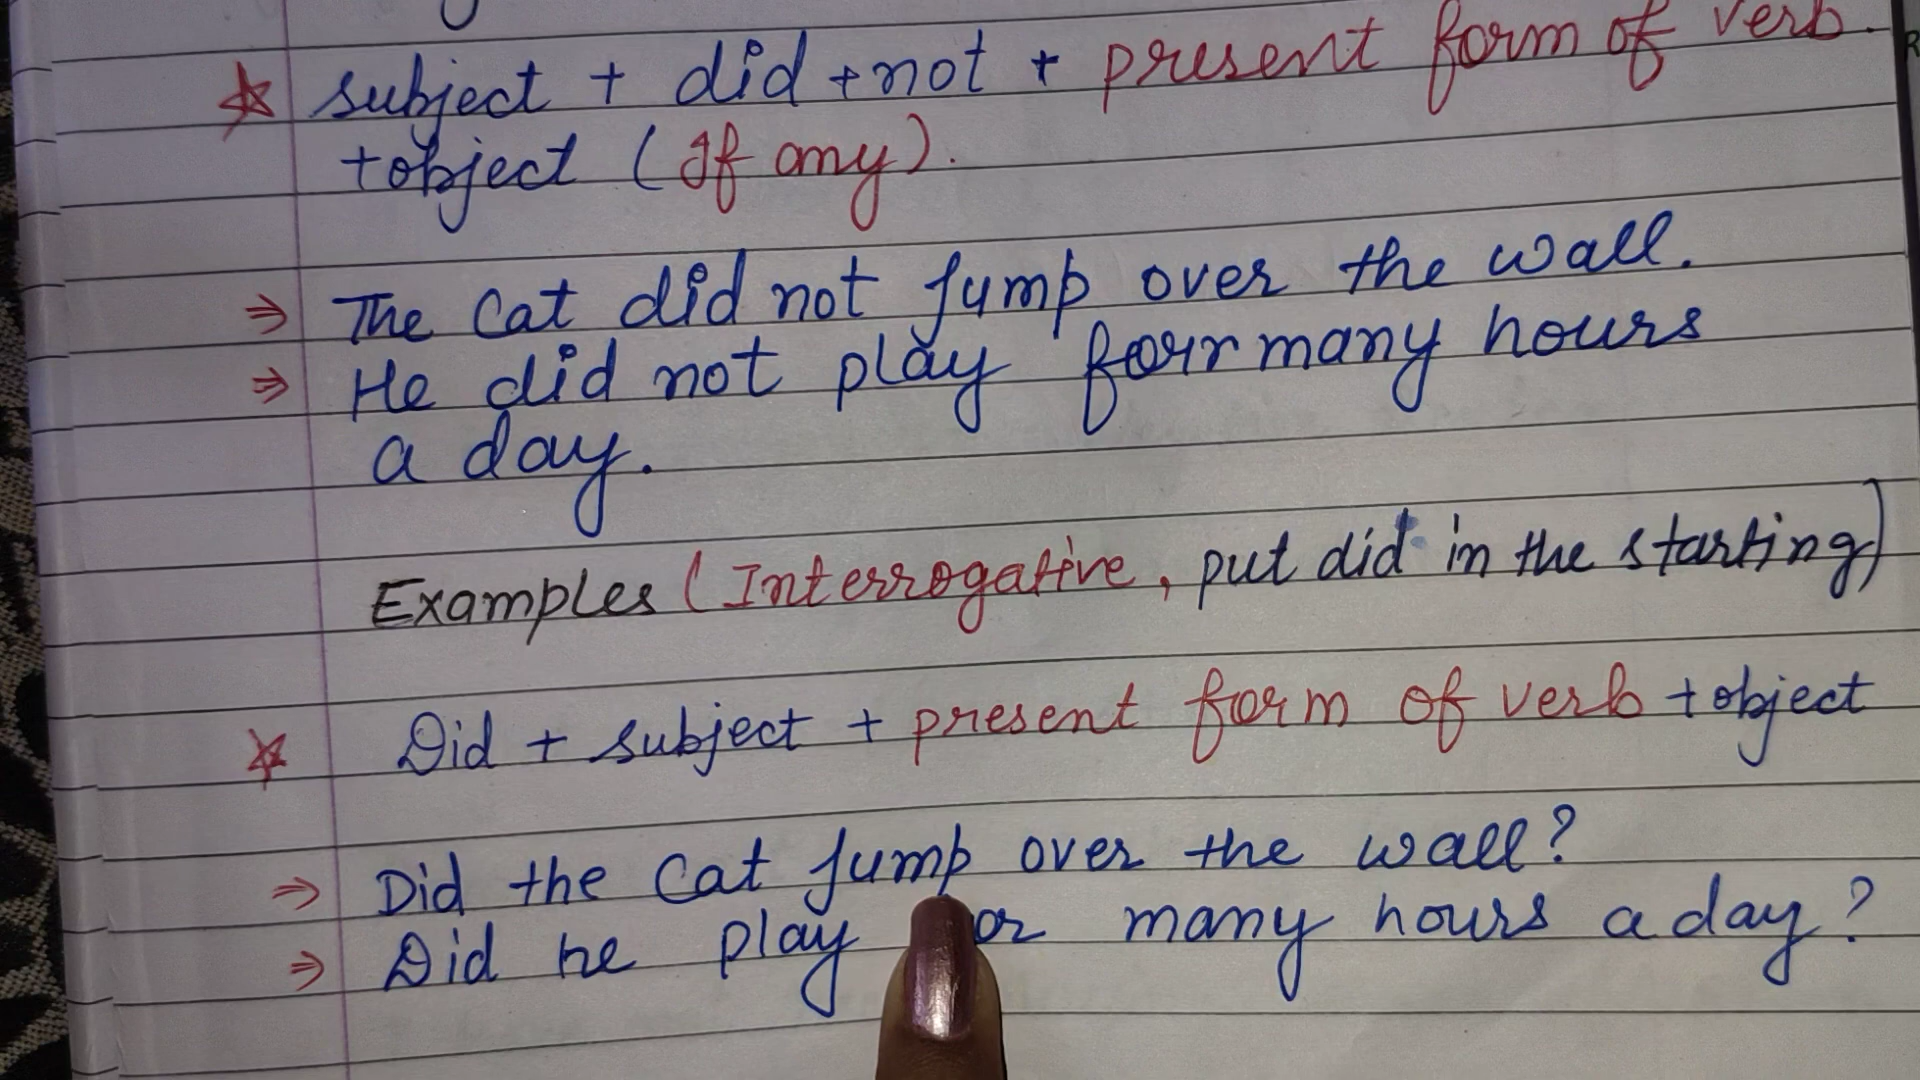 subject + did + not + present form of verb
+ object (If any).
⇒ The Cat did not jump over the wall.
⇒ He did not play for many hours
a day.
Examples (Interrogative, put did in the starting)
Did + subject + present form of verb + object
⇒ Did the Cat jump over the wall?
⇒ Did he play or many hours a day?